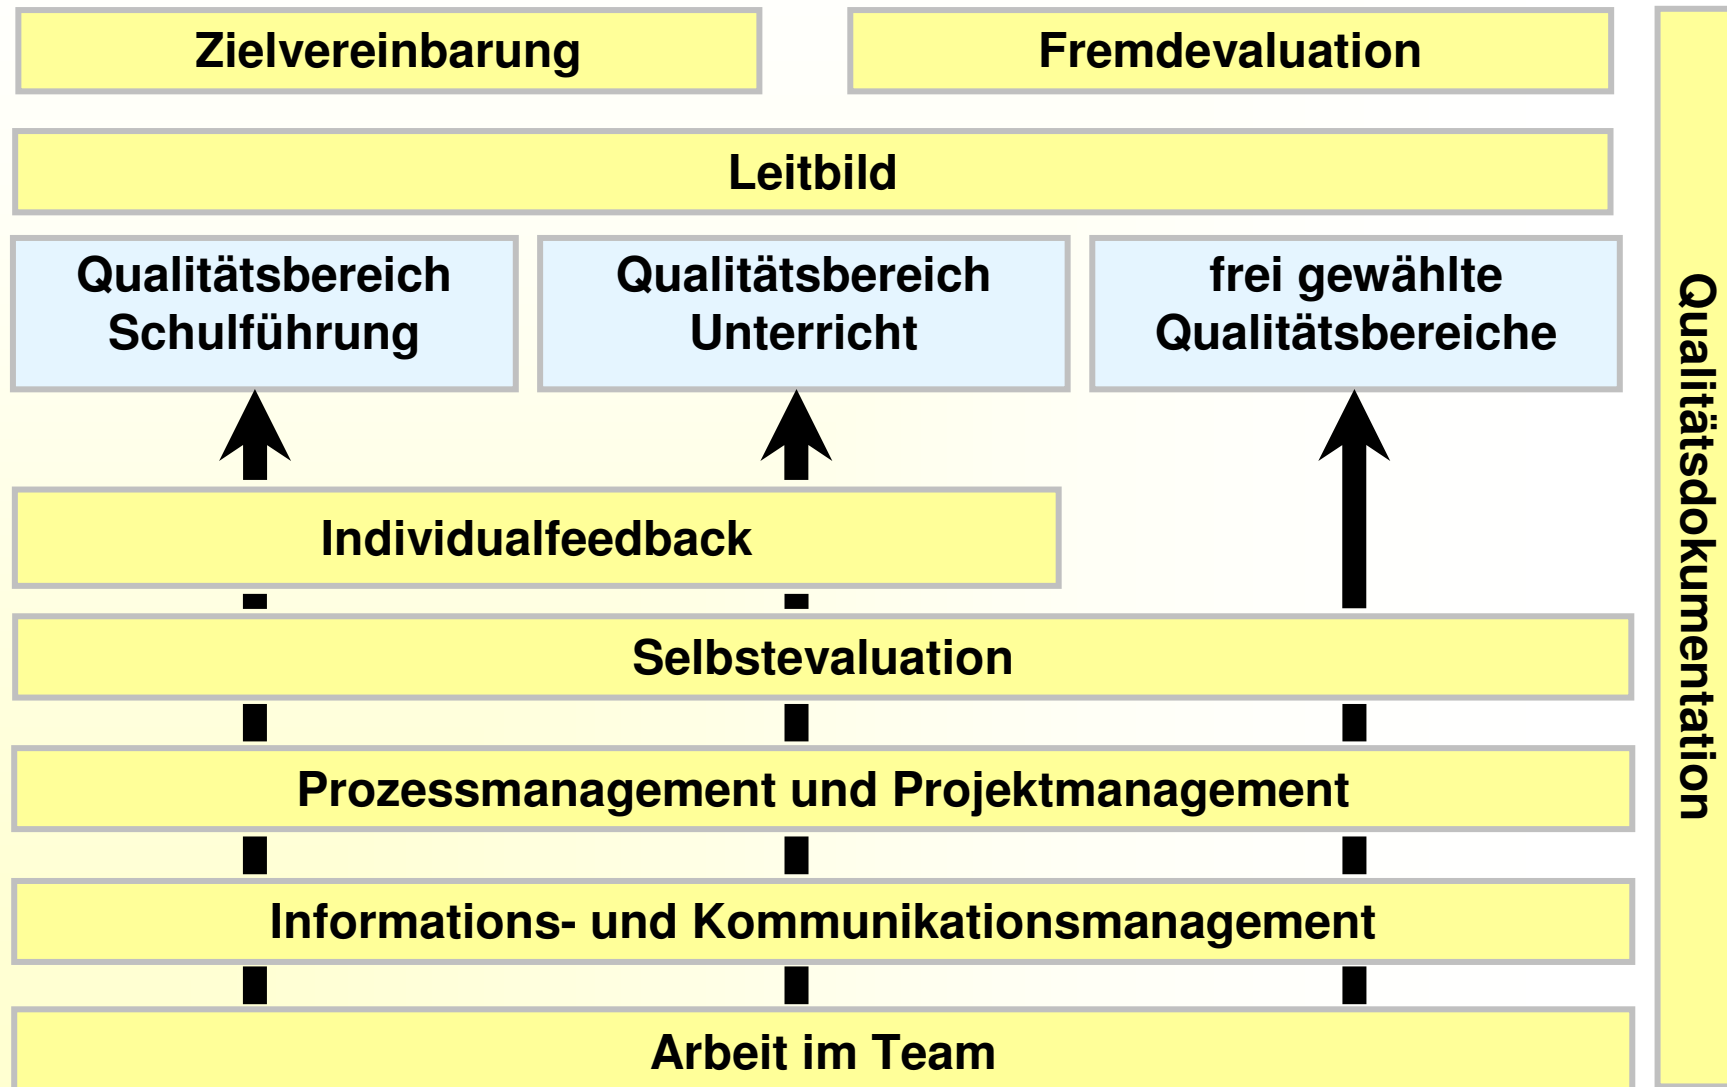 Zielvereinbarung
Fremdevaluation
Leitbild
Qualitätsbereich
Schulführung
Qualitätsbereich
Unterricht
frei gewählte
Qualitätsbereiche
Individualfeedback
Selbstevaluation
Prozessmanagement und Projektmanagement
Informations- und Kommunikationsmanagement
Arbeit im Team
Qualitätsdokumentation